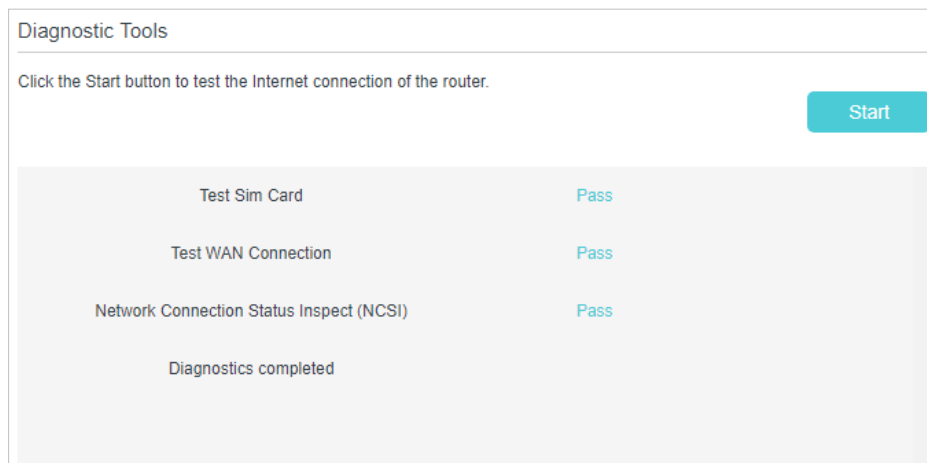 Diagnostic Tools
Click the Start button to test the Internet connection of the router.
Start
Test Sim Card Pass
Test WAN Connection Pass
Network Connection Status Inspect (NCSI) Pass
Diagnostics completed